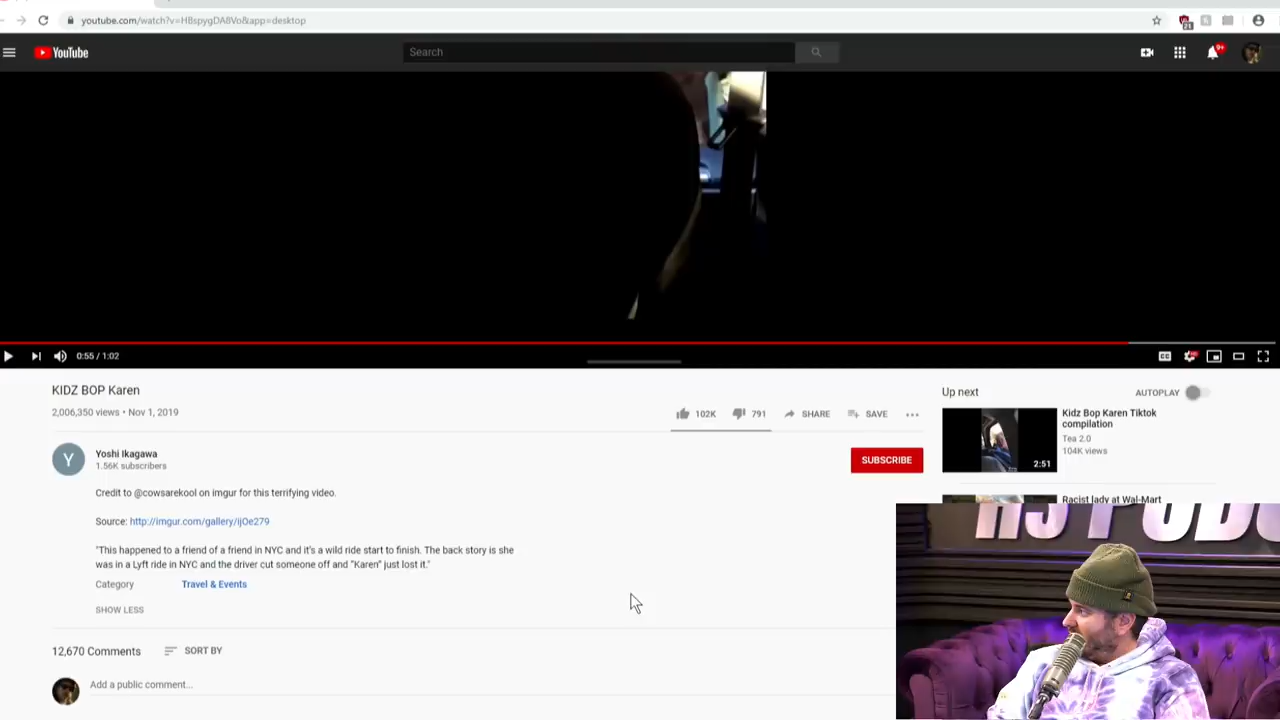 youtube.com/watch?v=HBspygDA8Vo&app=desktop
YouTube
Search
9+
0:55 / 1:02
CC
KIDZ BOP Karen
2,006,350 views • Nov 1, 2019
102K
791
SHARE
SAVE
Y
Yoshi Ikagawa
1.56K subscribers
SUBSCRIBE
Credit to @cowsarekool on imgur for this terrifying video.
Source: http://imgur.com/gallery/ijOe279
"This happened to a friend of a friend in NYC and it's a wild ride start to finish. The back story is she
was in a Lyft ride in NYC and the driver cut someone off and "Karen" just lost it."
Category
Travel & Events
SHOW LESS
12,670 Comments
SORT BY
Add a public comment...
Up next
AUTOPLAY
Kidz Bop Karen Tiktok
compilation
Tea 2.0
104K views
2:51
Racist lady at Wal-Mart